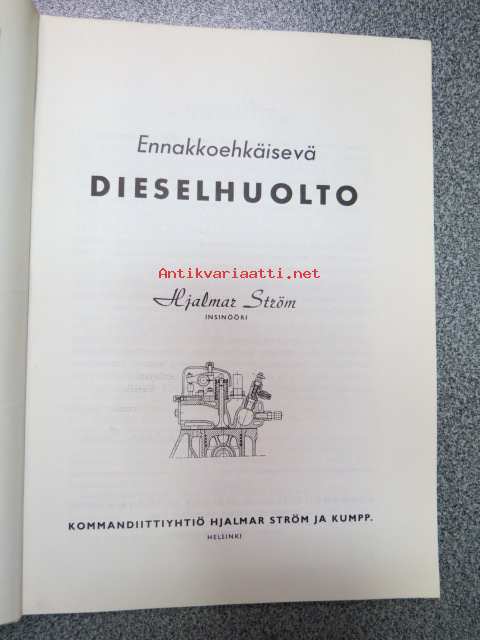 Ennakkoehkäisevä
DIESELHUOLTO
Antikvariaatti.net
Hjalmar Ström
INSINÖÖRI
KOMMANDIITTIYHTIÖ HJALMAR STRÖM JA KUMPP.
HELSINKI